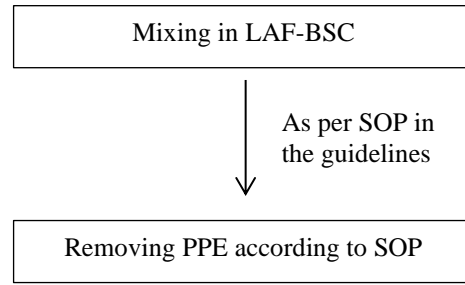 Mixing in LAF-BSC
As per SOP in
the guidelines
Removing PPE according to SOP